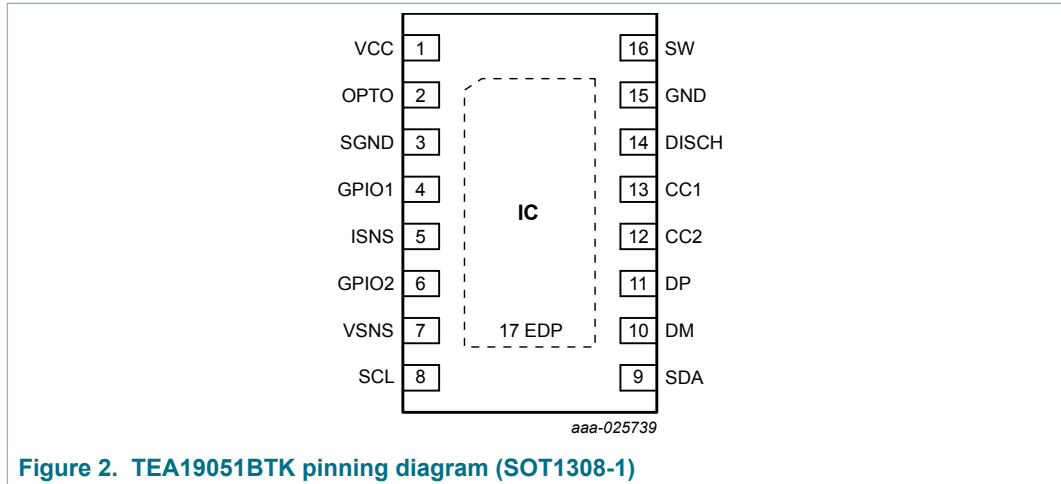 VCC 1 16 SW
OPTO 2 15 GND
SGND 3 14 DISCH
GPIO1 4 13 CC1
IC
ISNS 5 12 CC2
GPIO2 6 11 DP
VSNS 7 17 EDP 10 DM
SCL 8 9 SDA
aaa-025739
Figure 2. TEA19051BTK pinning diagram (SOT1308-1)